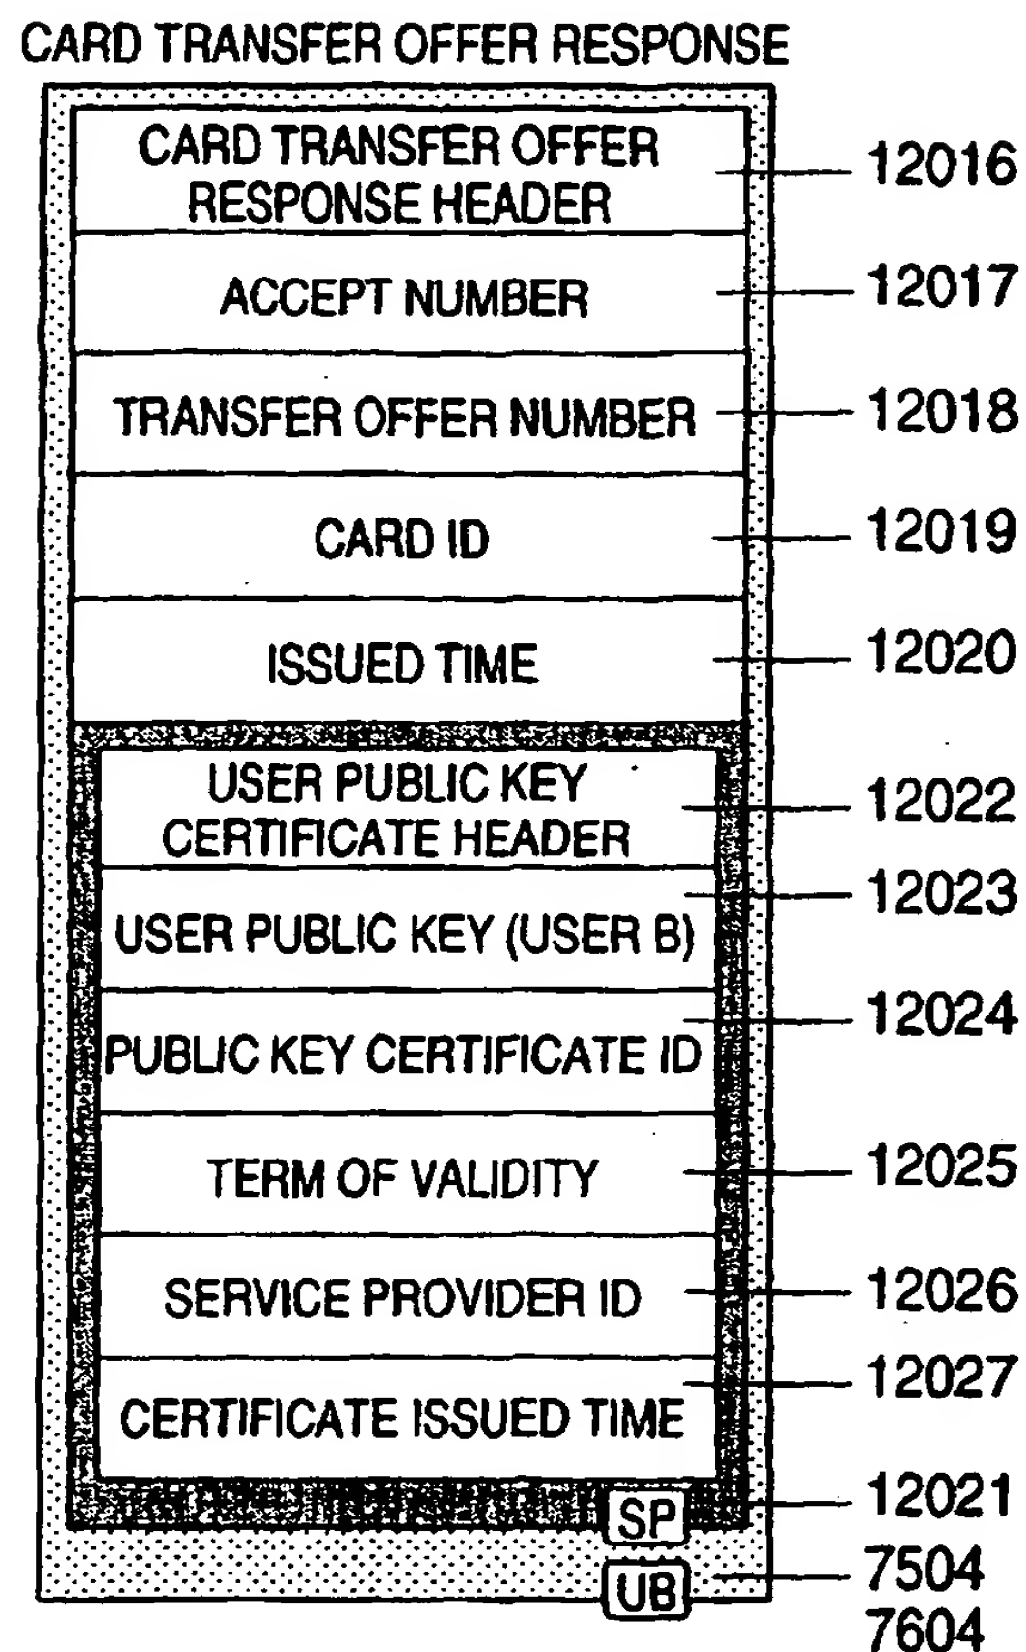 CARD TRANSFER OFFER RESPONSE
CARD TRANSFER OFFER
RESPONSE HEADER
12016
ACCEPT NUMBER
12017
TRANSFER OFFER NUMBER
12018
CARD ID
12019
ISSUED TIME
12020
USER PUBLIC KEY
CERTIFICATE HEADER
12022
USER PUBLIC KEY (USER B)
12023
PUBLIC KEY CERTIFICATE ID
12024
TERM OF VALIDITY
12025
SERVICE PROVIDER ID
12026
CERTIFICATE ISSUED TIME
12027
SP
12021
UB
7504
7604